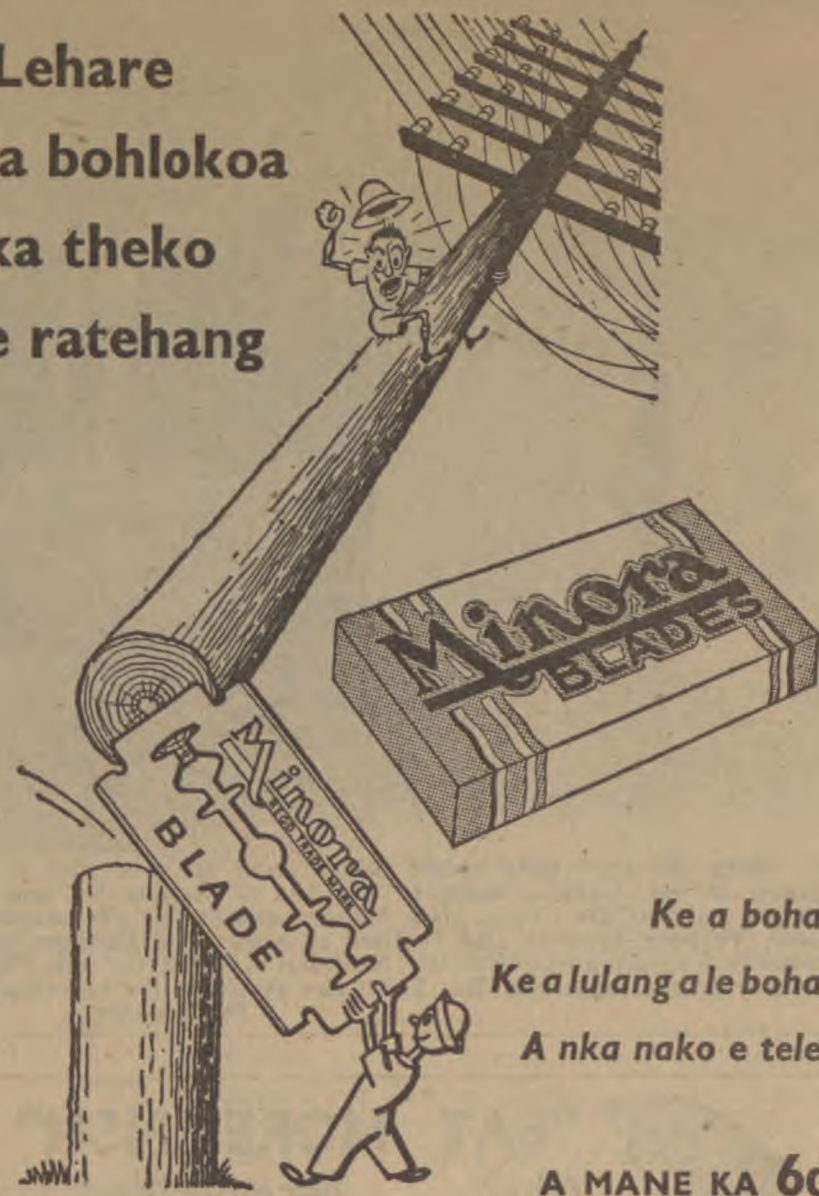 Lehare
a bohlokoa
ka theko
e ratehang
Minora
BLADES
Minora
REGD TRADE MARK
BLADE
Ke a boha
Ke a lulang a le boha
A nka nako e tele
A MANE KA 6d